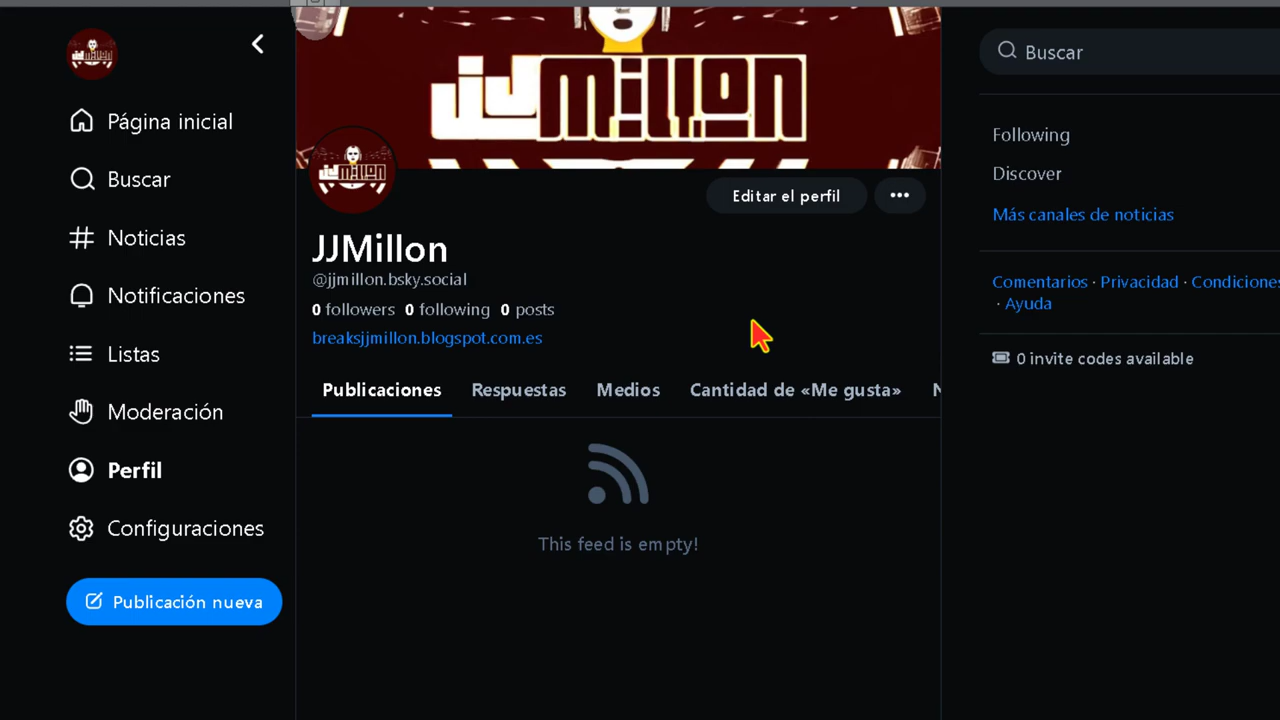 JJMillon
JJMillon
Página inicial
Buscar
Noticias
Notificaciones
Listas
Moderación
Perfil
Configuraciones
Publicación nueva
JJMillon
Editar el perfil
JJMillon
@jjmillon.bsky.social
0 followers 0 following 0 posts
breaksjjmillon.blogspot.com.es
Publicaciones Respuestas Medios Cantidad de «Me gusta» N
This feed is empty!
Buscar
Following
Discover
Más canales de noticias
Comentarios · Privacidad · Condiciones
· Ayuda
0 invite codes available